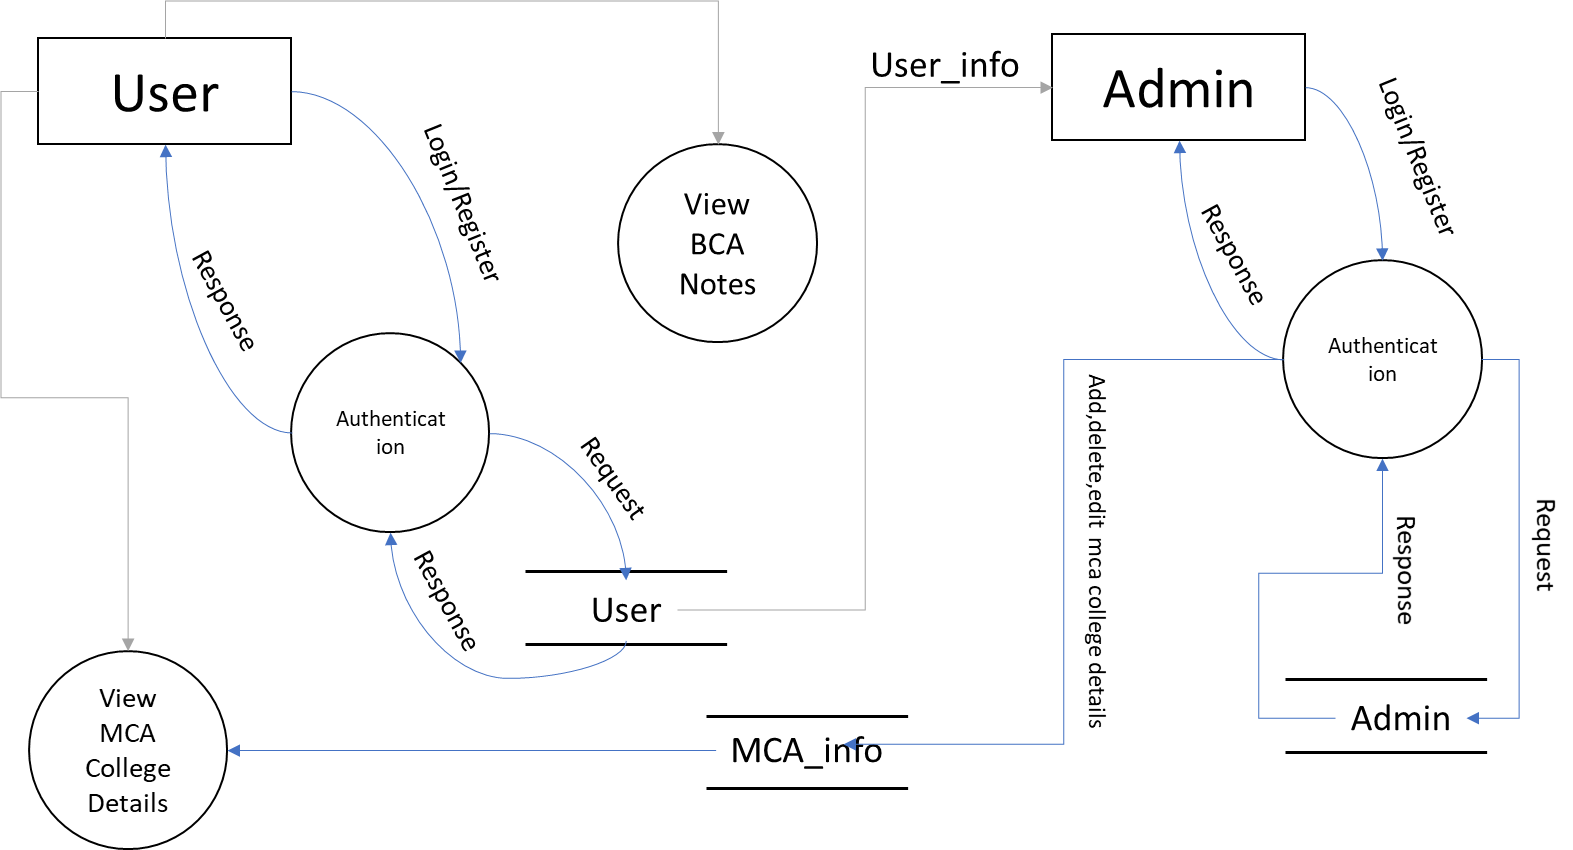 User
Login/Register
Response
Authenticat
ion
Request
Response
User
View
BCA
Notes
User_info
Admin
Login/Register
Response
Authenticat
ion
Request
Response
Admin
Add,delete,edit mca college details
MCA_info
View
MCA
College
Details